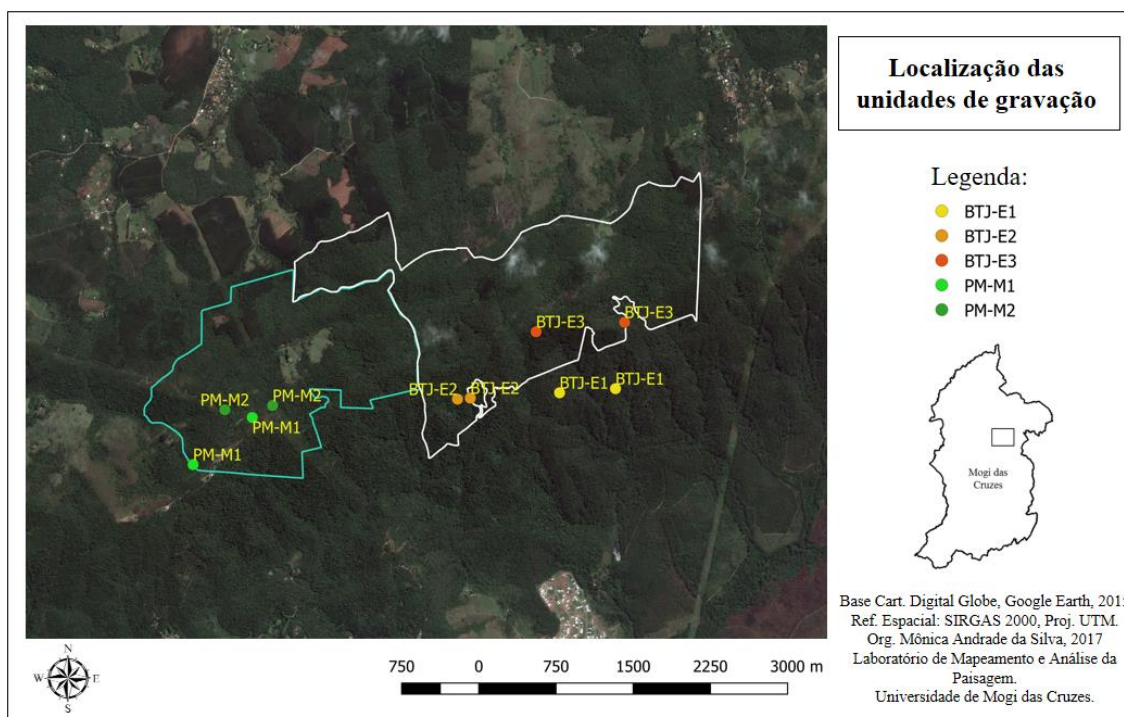 Localização das
unidades de gravação
Legenda:
BTJ-E1
BTJ-E2
BTJ-E3
PM-M1
PM-M2
BTJ-E3
BTJ-E3
BTJ-E2
BTJ-E2
BTJ-E1
BTJ-E1
PM-M2
PM-M2
PM-M1
PM-M1
Mogi das
Cruzes
Base Cart. Digital Globe, Google Earth,
Ref. Espacial: SIRGAS 2000, Proj. UTM.
Org. Mônica Andrade da Silva, 2017
Laboratório de Mapeamento e Análise da
Paisagem.
Universidade de Mogi das Cruzes.
N
W E
S
750 0 750 1500 2250 3000 m